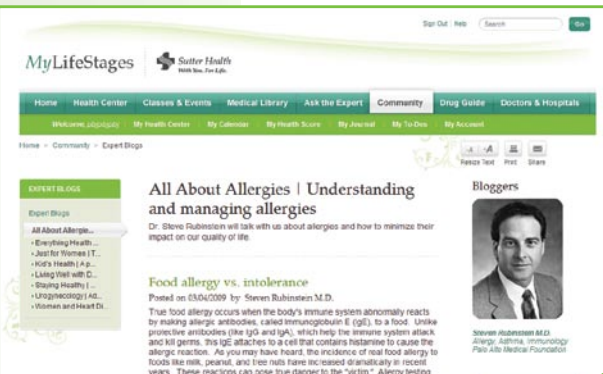 Sign Out | Help Search Go
MyLifeStages
Sutter Health
With You. For Life.
Home Health Center Classes & Events Medical Library Ask the Expert Community Drug Guide Doctors & Hospitals
Welcome My Health Center My Calendar My Health Score My Journal My To-Dos My Account
Home > Community > Expert Blogs
-A +A
Resize Text Print Share
EXPERT BLOGS
Expert Blogs
All About Allergie...
Everything Health ...
Just for Women | T...
Kid's Health | A p...
Living Well with D...
Staying Healthy | ...
Urogynecology | Ad...
Women and Heart Di...
All About Allergies | Understanding
and managing allergies
Dr. Steve Rubinstein will talk with us about allergies and how to minimize their
impact on our quality of life.
Food allergy vs. intolerance
Posted on 03/04/2009 by Steven Rubinstein M.D.
True food allergy occurs when the body's immune system abnormally reacts
by making allergic antibodies, called Immunoglobulin E (IgE), to a food. Unlike
protective antibodies (like IgG and IgA), which help the immune system attack
and kill germs, this IgE attaches to a cell that contains histamine to cause the
allergic reaction. As you may have heard, the incidence of real food allergy to
foods like milk, peanut, and tree nuts have increased dramatically in recent
years. These reactions can pose true danger to the "victim". Allergy testing
Bloggers
Steven Rubinstein M.D.
Allergy, Asthma, Immunology
Palo Alto Medical Foundation